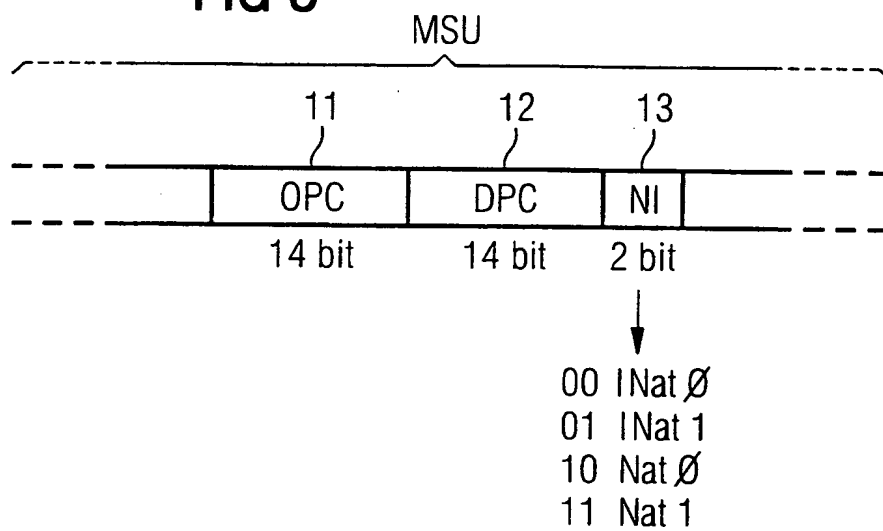 MSU
11 12 13
OPC DPC NI
14 bit 14 bit 2 bit
00 INat Ø
01 INat 1
10 Nat Ø
11 Nat 1